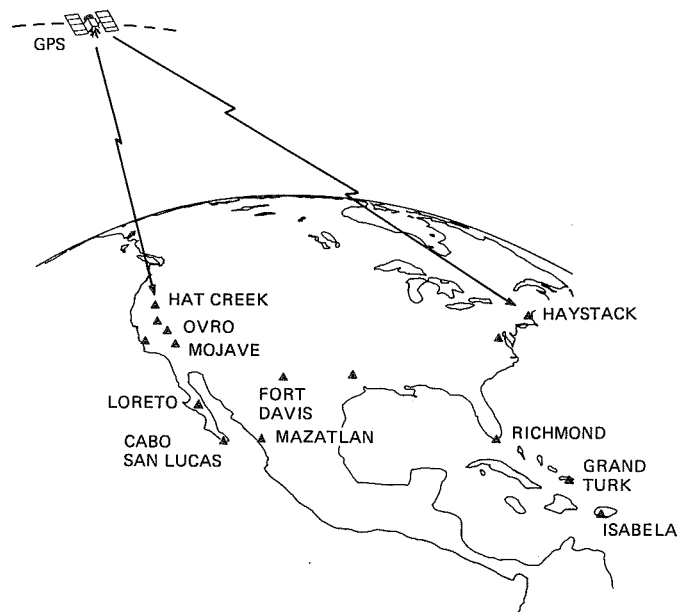 GPS
HAT CREEK
HAYSTACK
OVRO
MOJAVE
LORETO
FORT
DAVIS
CABO
SAN LUCAS
MAZATLAN
RICHMOND
GRAND
TURK
ISABELA